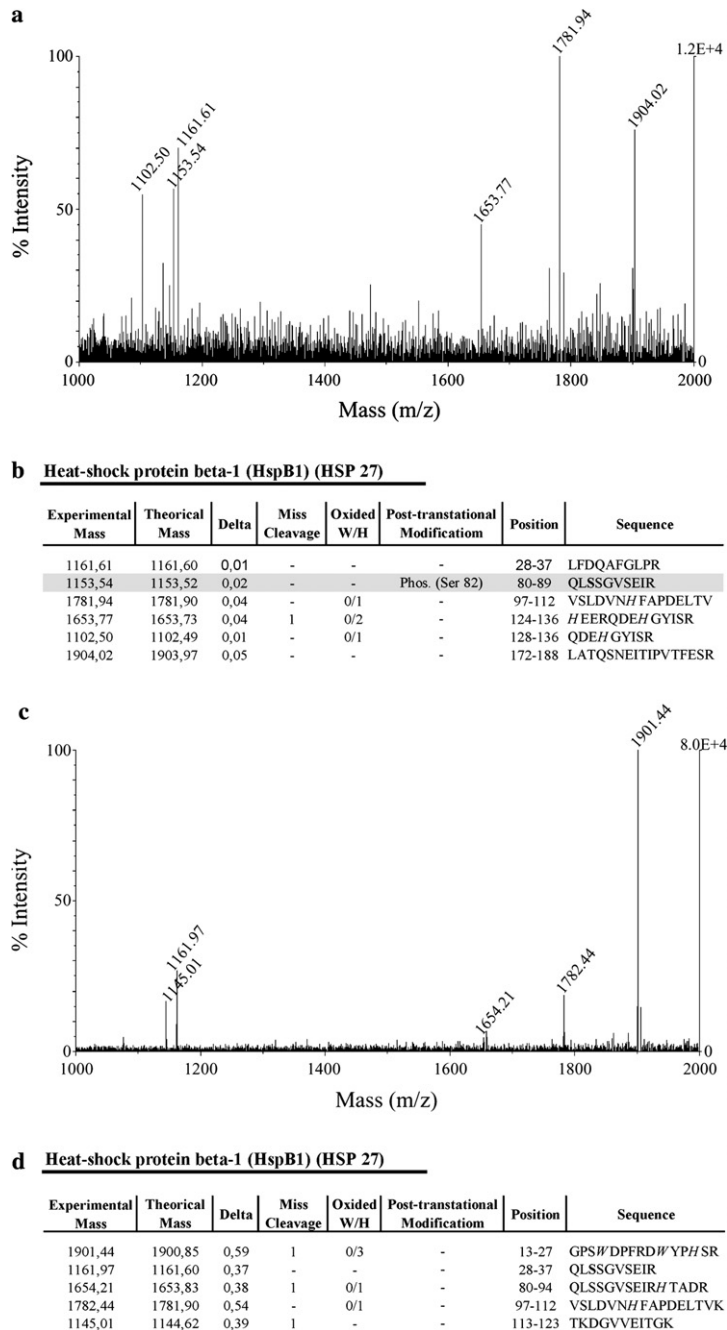 a
1781.94
1.2E+4
100
1904.02
1161.61
1153.54
1102.50
1653.77
% Intensity
50
0
0
1000
1200
1400
1600
1800
2000
Mass (m/z)
b Heat-shock protein beta-1 (HspB1) (HSP 27)
Experimental Mass Theorical Mass Delta Miss Cleavage Oxided W/H Post-transtational Modificatiom Position Sequence
1161,61 1161,60 0,01 - - - 28-37 LFDQAFGLPR
1153,54 1153,52 0,02 - - Phos. (Ser 82) 80-89 QLSSGVSEIR
1781,94 1781,90 0,04 - 0/1 - 97-112 VSLDVNHFAPDELTV
1653,77 1653,73 0,04 1 0/2 - 124-136 HEERQDEHGYISR
1102,50 1102,49 0,01 - 0/1 - 128-136 QDEHGYISR
1904,02 1903,97 0,05 - - - 172-188 LATQSNEITIPVTFESR
c
1901.44
8.0E+4
100
% Intensity
50
1161.97
1145.01
1654.21
1782.44
0
0
1000
1200
1400
1600
1800
2000
Mass (m/z)
d Heat-shock protein beta-1 (HspB1) (HSP 27)
Experimental Mass Theorical Mass Delta Miss Cleavage Oxided W/H Post-transtational Modificatiom Position Sequence
1901,44 1900,85 0,59 1 0/3 - 13-27 GPSWDPFRDWYPHSR
1161,97 1161,60 0,37 - - - 28-37 QLSSGVSEIR
1654,21 1653,83 0,38 1 0/1 - 80-94 QLSSGVSEIRHTADR
1782,44 1781,90 0,54 - 0/1 - 97-112 VSLDVNHFAPDELTVK
1145,01 1144,62 0,39 1 - - 113-123 TKDGVVEITGK